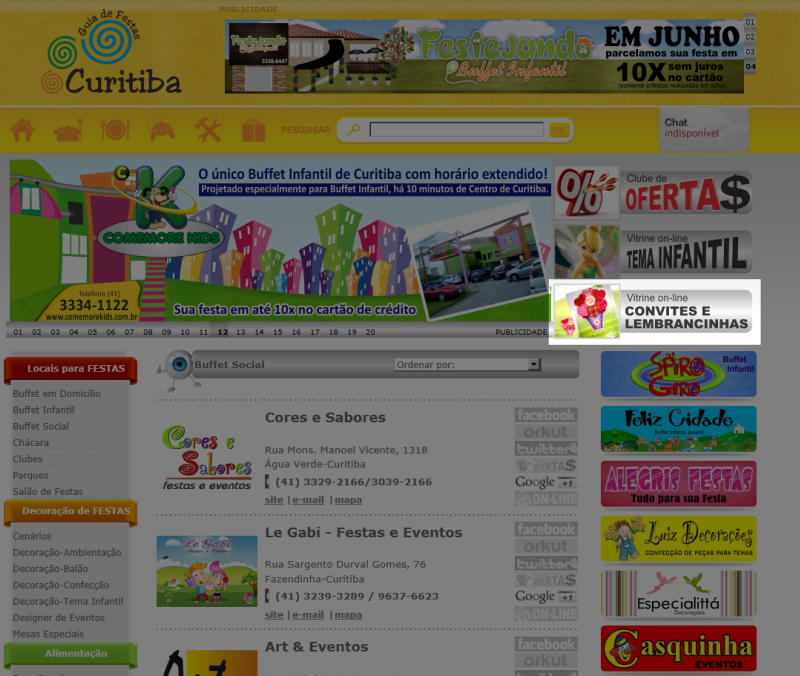 PUBLICIDADE
Guia de Festas
Curitiba
Festejando
Buffet Infantil
3338-8447
Festejando
Buffet Infantil
EM JUNHO
parcelamos sua festa em
10X sem juros
no cartão
(somente p/festas realizadas em julho)
01
02
03
04
PESQUISAR:
OK
Chat
indisponível
CK
COMEMORE KIDS
O único Buffet Infantil de Curitiba com horário extendido!
Projetado especialmente para Buffet Infantil, há 10 minutos de Centro de Curitiba.
Telefone (41)
3334-1122
www.comemorekids.com.br
Sua festa em até 10x no cartão de crédito
01 02 03 04 05 06 07 08 09 10 11 12 13 14 15 16 17 18 19 20 PUBLICIDADE
%
Clube de
OFERTA$
Vitrine on-line
TEMA INFANTIL
Vitrine on-line
CONVITES E
LEMBRANCINHAS
Locais para FESTAS
Buffet em Domicílio
Buffet Infantil
Buffet Social
Chácara
Clubes
Parques
Salão de Festas
Decoração de FESTAS
Cenários
Decoração-Ambientação
Decoração-Balão
Decoração-Confecção
Decoração-Tema Infantil
Designer de Eventos
Mesas Especiais
Alimentação
Buffet Social
Ordenar por:
Cores e
Sabores
festas e eventos
Cores e Sabores
Rua Mons. Manoel Vicente, 1318
Água Verde-Curitiba
(41) 3329-2166/3039-2166
site | e-mail | mapa
facebook
orkut
twitter
OFERTA$
Google +1
ON-LINE
Le Gabi
Le Gabi - Festas e Eventos
Rua Sargento Durval Gomes, 76
Fazendinha-Curitiba
(41) 3289-3289 / 9637-6623
site | e-mail | mapa
facebook
orkut
twitter
OFERTA$
Google +1
ON-LINE
Art & Eventos
facebook
orkut
SPIRO
GIRO
Buffet
Infantil
Feliz Cidade
Buffet infanto juvenil
ALEGRIS FESTAS
Tudo para sua Festa
Luiz Decorações
CONFECÇÃO DE PEÇAS PARA TEMAS
Especialittá
Decorações
Casquinha
EVENTOS